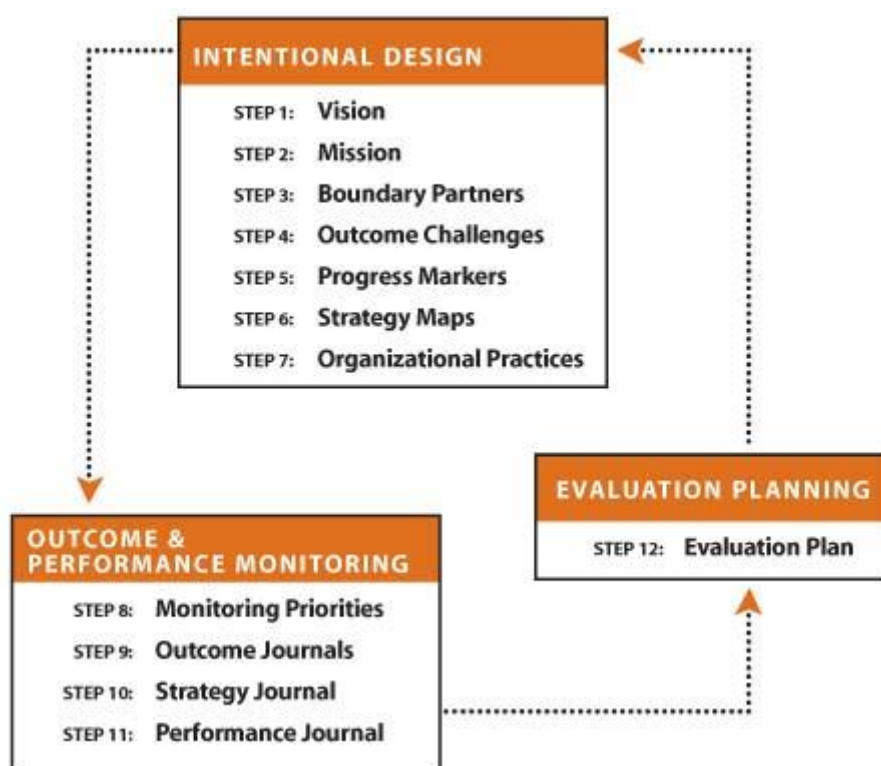 INTENTIONAL DESIGN
STEP 1: Vision
STEP 2: Mission
STEP 3: Boundary Partners
STEP 4: Outcome Challenges
STEP 5: Progress Markers
STEP 6: Strategy Maps
STEP 7: Organizational Practices
OUTCOME &
PERFORMANCE MONITORING
STEP 8: Monitoring Priorities
STEP 9: Outcome Journals
STEP 10: Strategy Journal
STEP 11: Performance Journal
EVALUATION PLANNING
STEP 12: Evaluation Plan